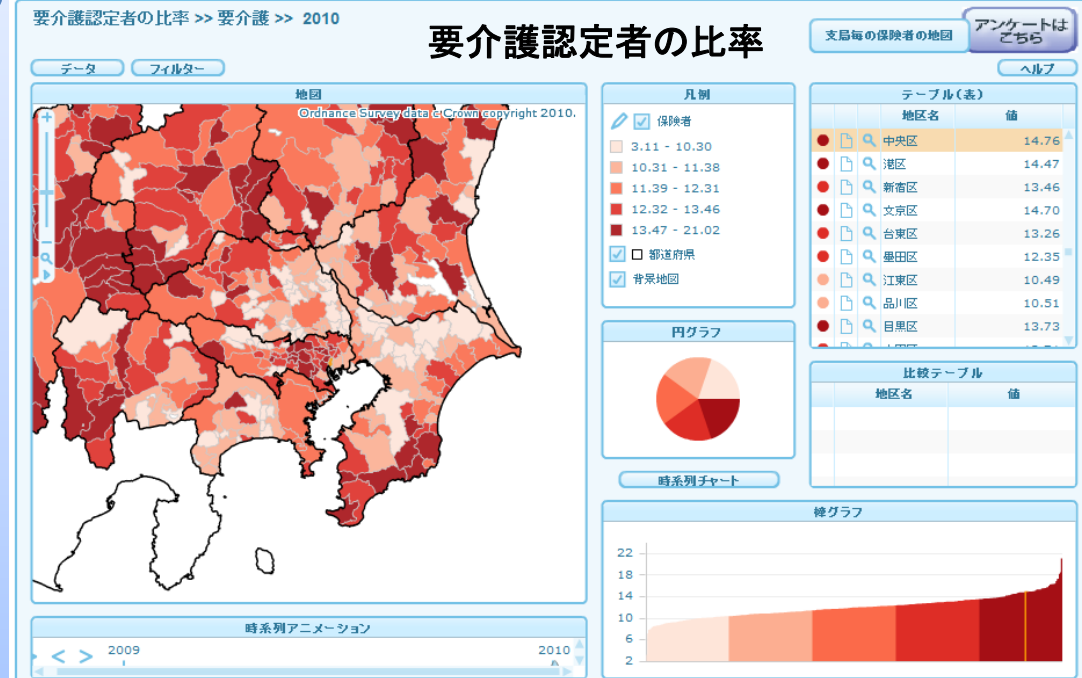 要介護認定者の比率 >> 要介護 >> 2010
要介護認定者の比率
支局毎の保険者の地図
アンケートは
こちら
データ
フィルター
ヘルプ
地図
Ordnance Survey data c Crown copyright 2010.
凡例
保険者
3.11 - 10.30
10.31 - 11.38
11.39 - 12.31
12.32 - 13.46
13.47 - 21.02
都道府県
背景地図
円グラフ
時系列チャート
テーブル(表)
地区名 値
中央区 14.76
港区 14.47
新宿区 13.46
文京区 14.70
台東区 13.26
墨田区 12.35
江東区 10.49
品川区 10.51
目黒区 13.73
比較テーブル
地区名 値
棒グラフ
22
18
14
10
6
2
時系列アニメーション
2009 2010